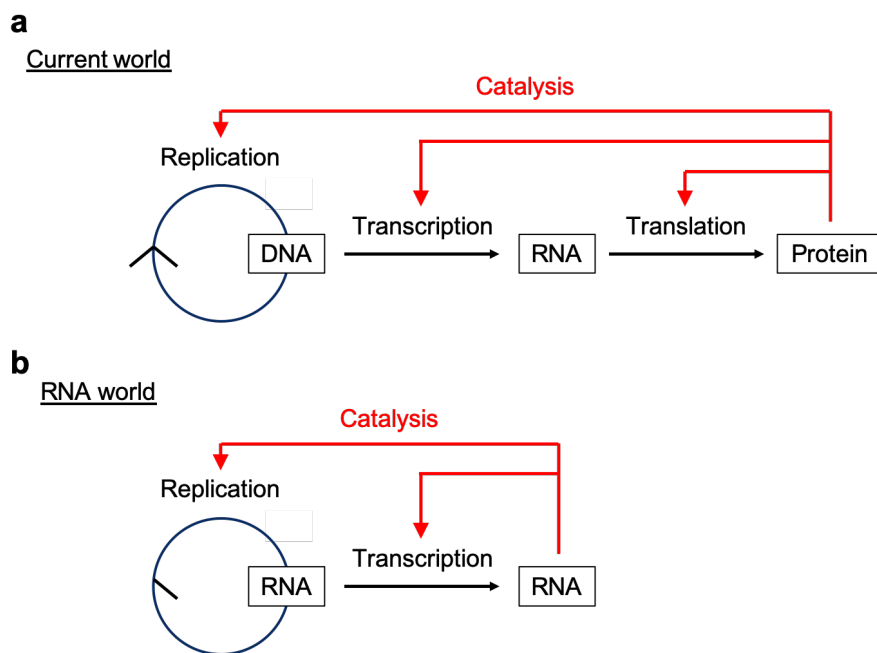 a
Current world
Catalysis
Replication
Transcription
Translation
DNA
RNA
Protein
b
RNA world
Catalysis
Replication
Transcription
RNA
RNA